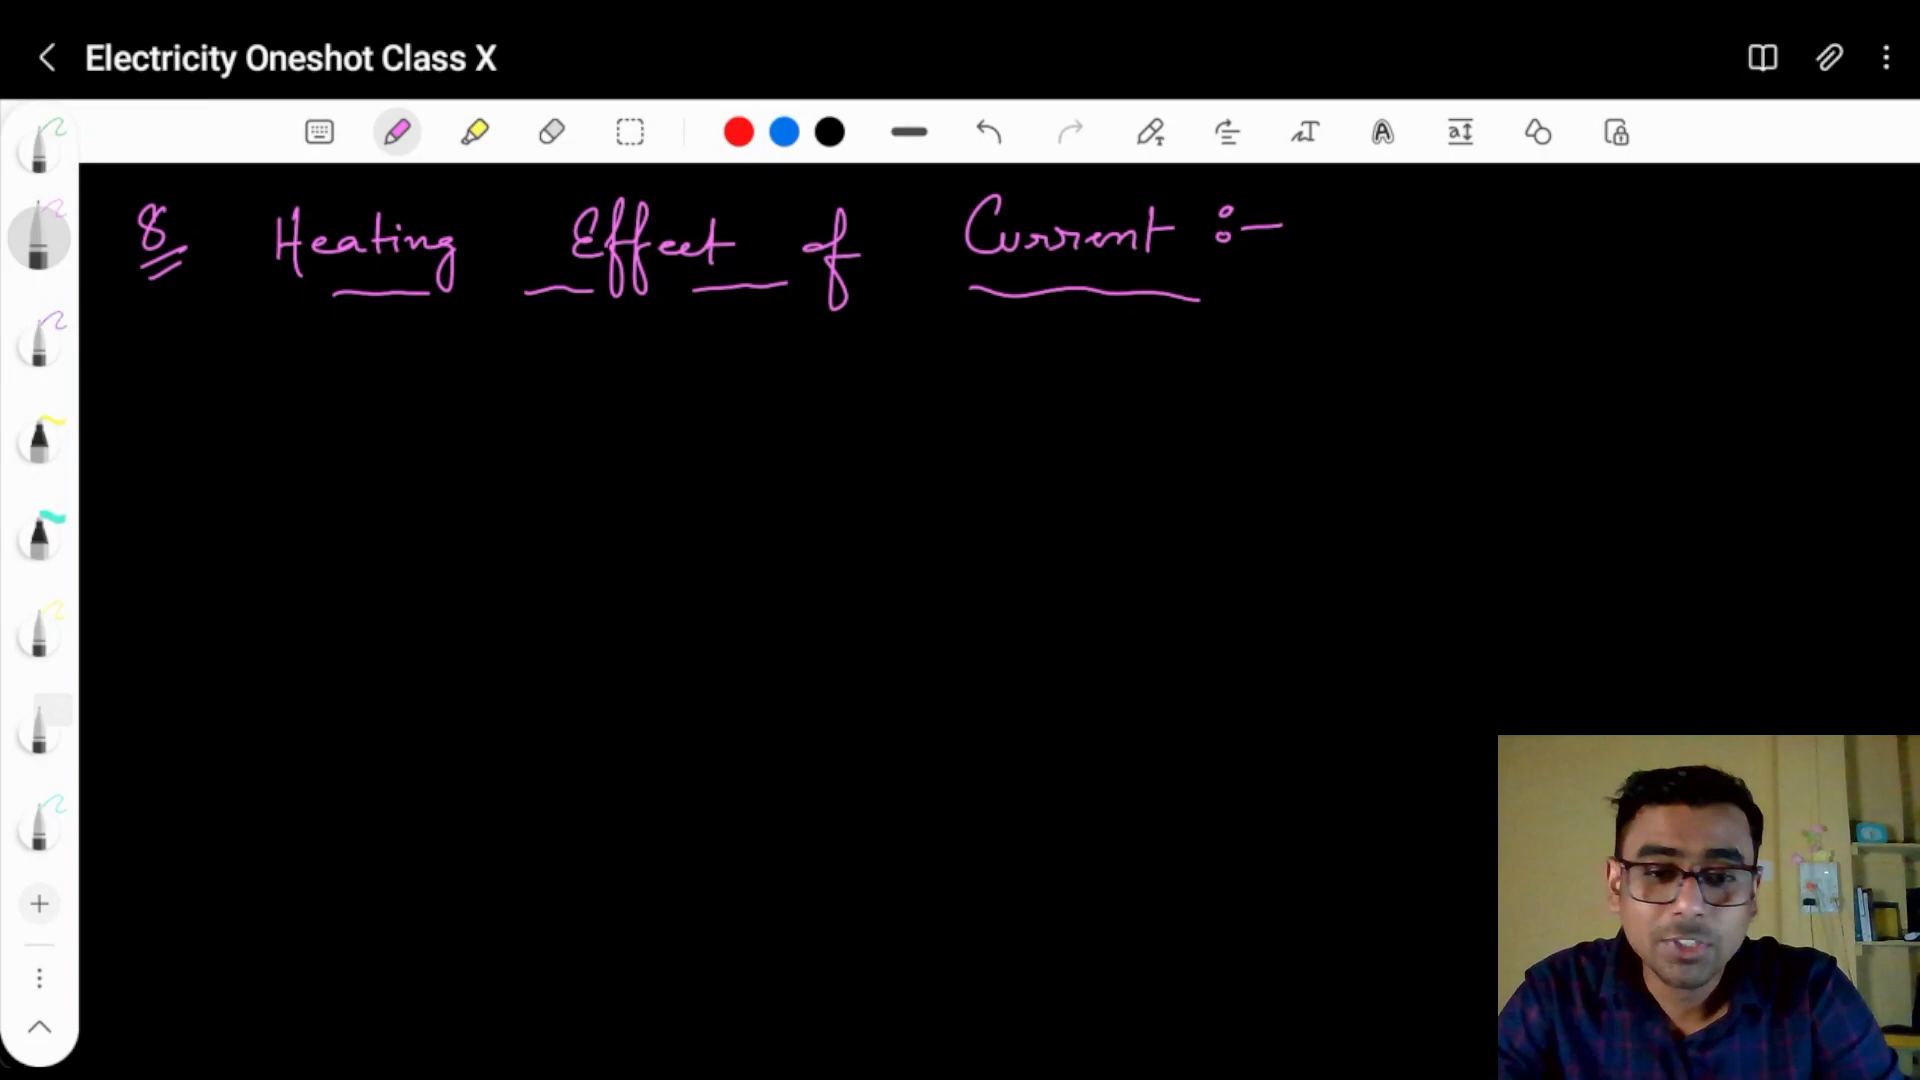 Electricity Oneshot Class X
8 Heating Effect of Current :-